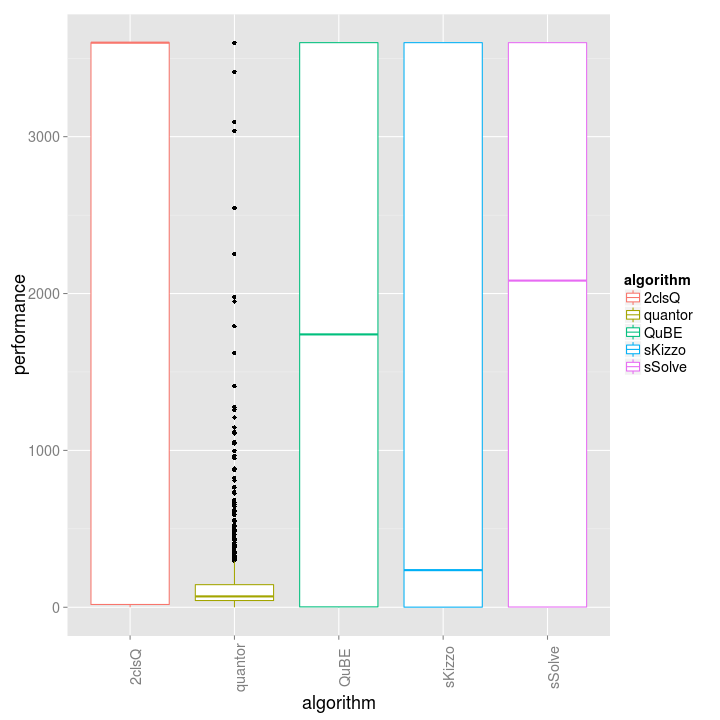 performance
3000
2000
1000
0
2clsQ
quantor
QuBE
sKizzo
sSolve
algorithm
algorithm
2clsQ
quantor
QuBE
sKizzo
sSolve